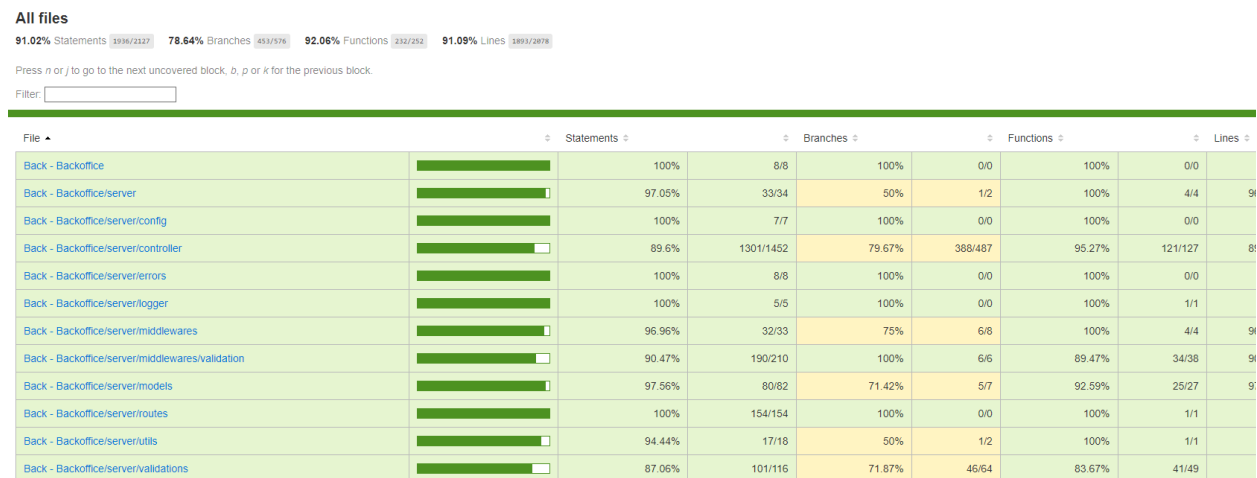 All files
91.02% Statements 1936/2127 78.64% Branches 453/576 92.06% Functions 232/252 91.09% Lines 1893/2078
Press n or j to go to the next uncovered block, b, p or k for the previous block.
Filter:
File Statements Branches Functions Lines
Back - Backoffice 100% 8/8 100% 0/0 100% 0/0
Back - Backoffice/server 97.05% 33/34 50% 1/2 100% 4/4 96
Back - Backoffice/server/config 100% 7/7 100% 0/0 100% 0/0
Back - Backoffice/server/controller 89.6% 1301/1452 79.67% 388/487 95.27% 121/127 89
Back - Backoffice/server/errors 100% 8/8 100% 0/0 100% 0/0
Back - Backoffice/server/logger 100% 5/5 100% 0/0 100% 1/1
Back - Backoffice/server/middlewares 96.96% 32/33 75% 6/8 100% 4/4 96
Back - Backoffice/server/middlewares/validation 90.47% 190/210 100% 6/6 89.47% 34/38 90
Back - Backoffice/server/models 97.56% 80/82 71.42% 5/7 92.59% 25/27 97
Back - Backoffice/server/routes 100% 154/154 100% 0/0 100% 1/1
Back - Backoffice/server/utils 94.44% 17/18 50% 1/2 100% 1/1
Back - Backoffice/server/validations 87.06% 101/116 71.87% 46/64 83.67% 41/49